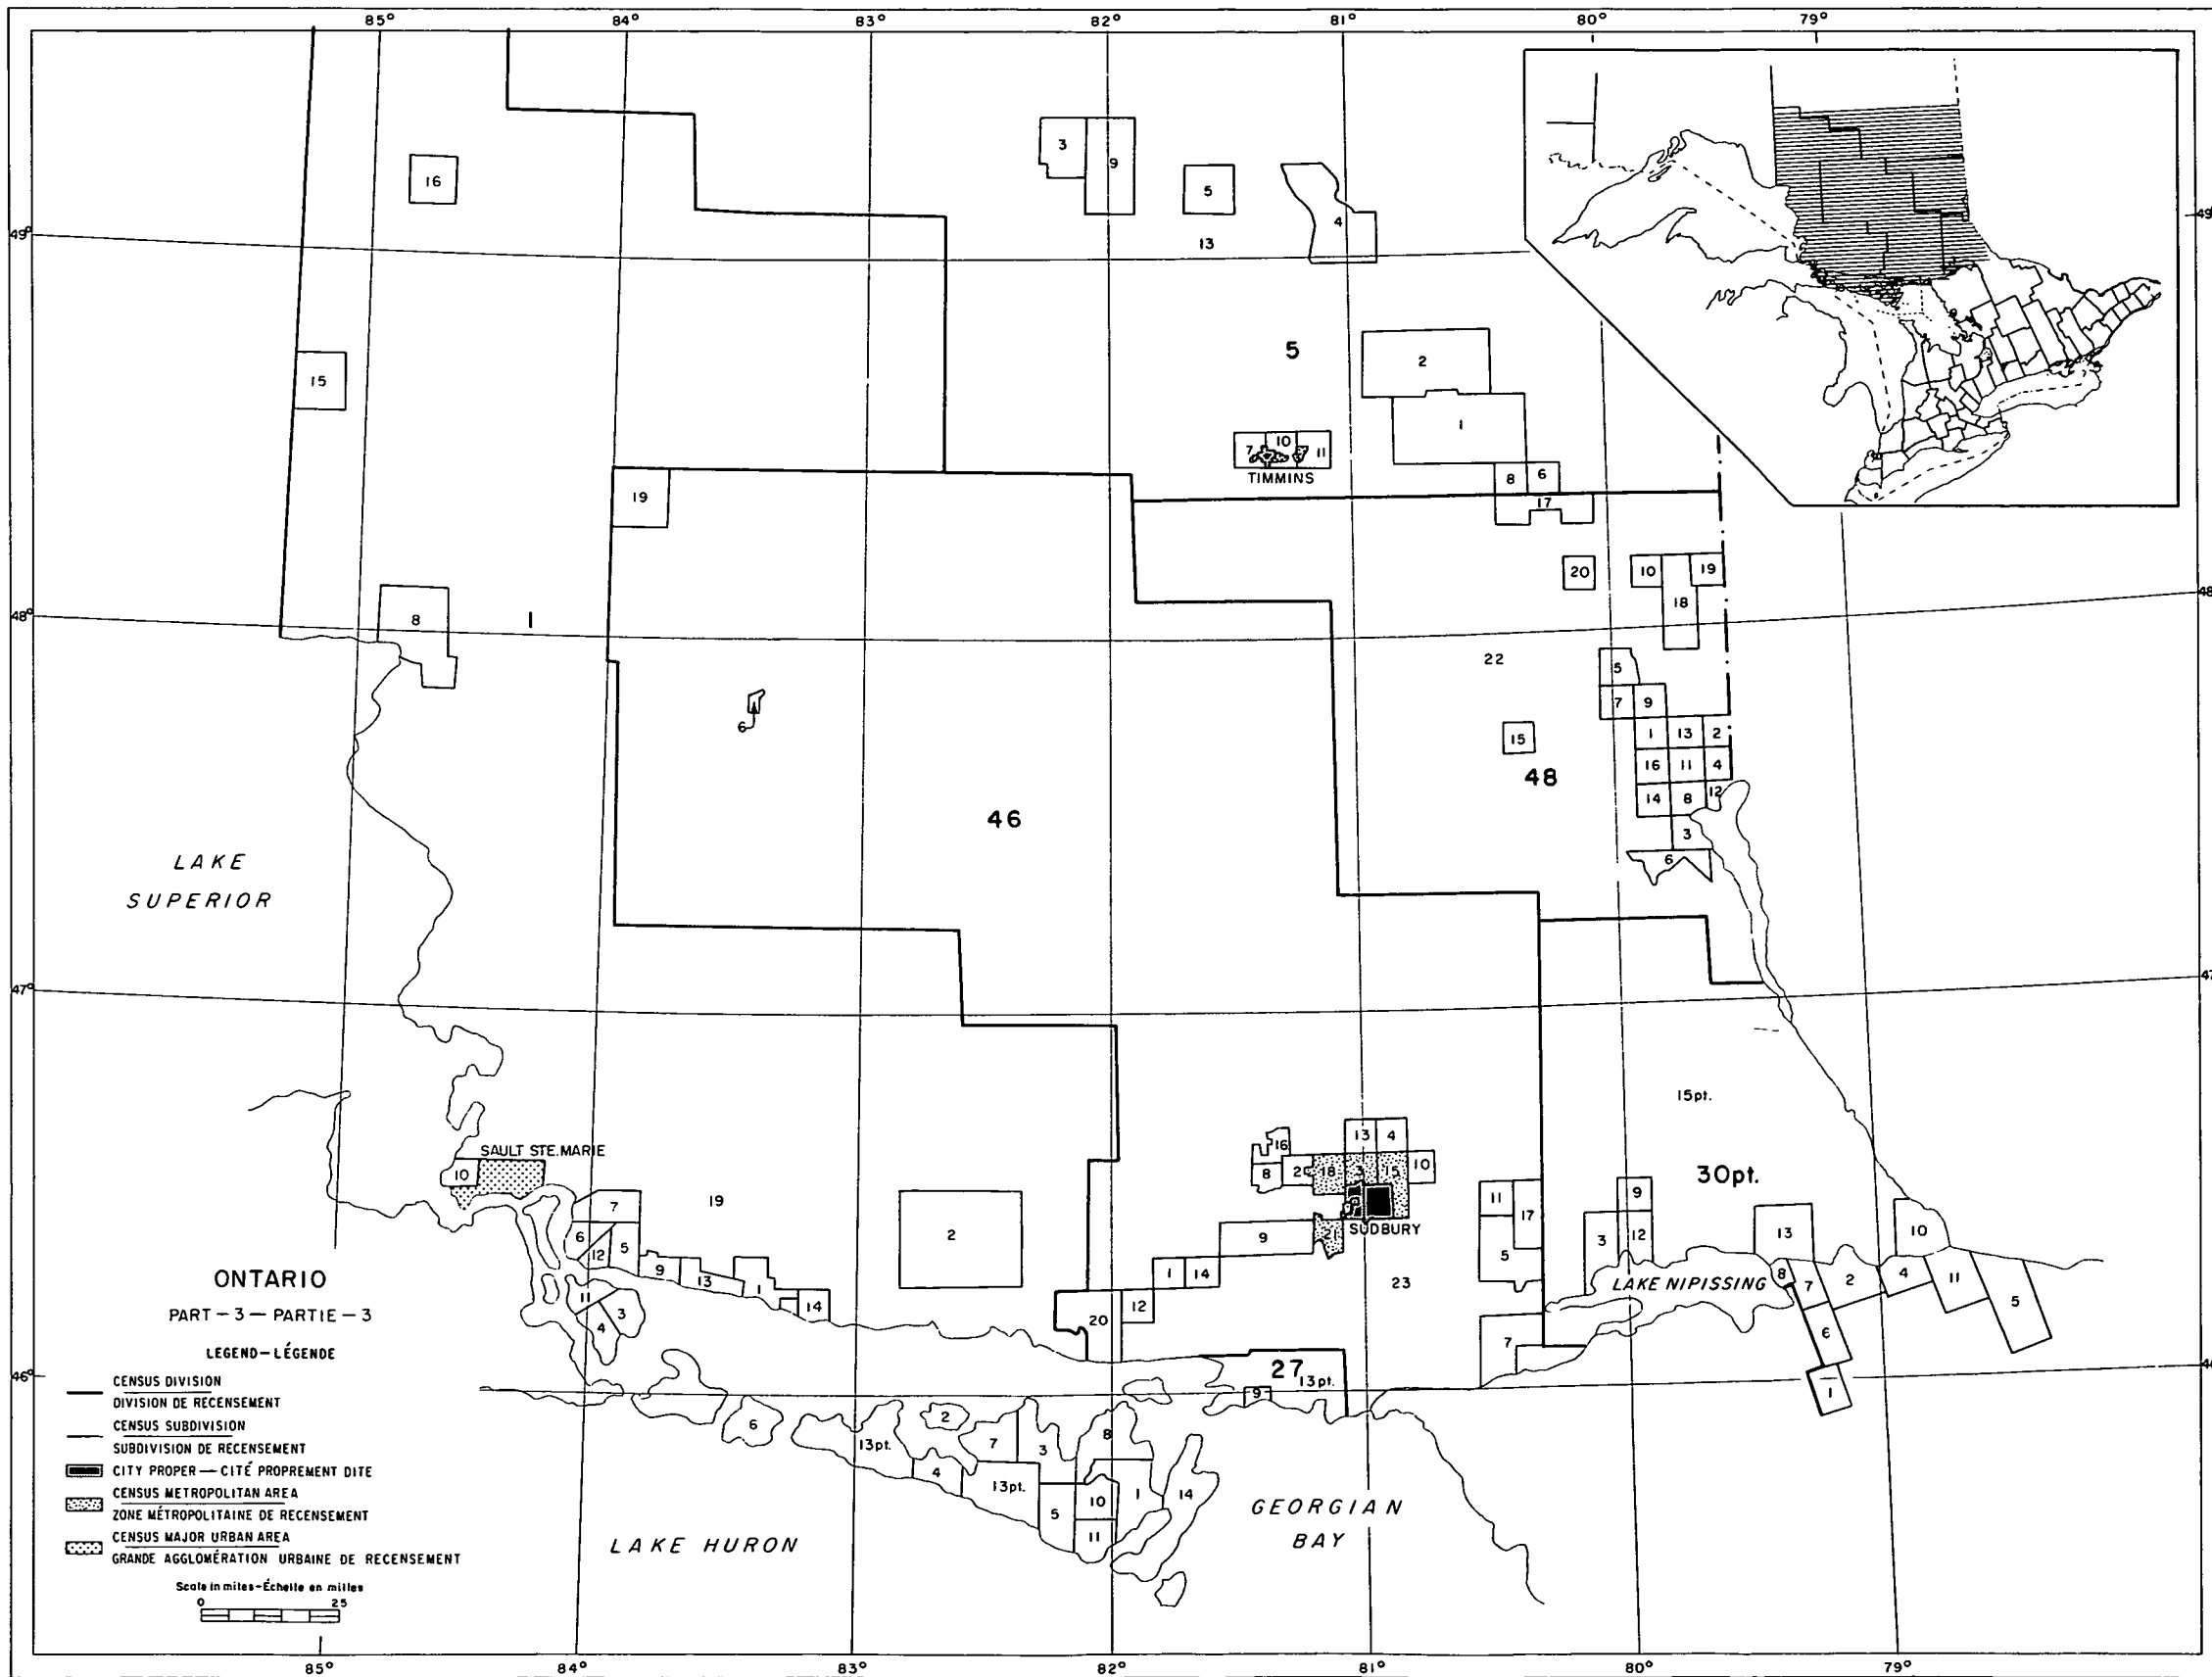 85° 84° 83° 82° 81° 80° 79°
16
3
9
5
4
49° 49
13
15
5
2
1
7 10 11
TIMMINS
8 6
17
19
20 10 19
18
48° 48
8
1
22
5
7 9
6
15
1 13 2
48
16 11 4
14 8 12
46
3
6
LAKE
SUPERIOR
47° 47
15pt.
30pt.
SAULT STE. MARIE
10
19
7
6
12 5
9
13
1
14
11
3
4
2
16
13 4
8 2 18 3 15 10
SUDBURY
9 21
1 14
12
20
23
11
17
5
7
9
3 12
13
10
LAKE NIPISSING
8 7 2 4 11 5
6
1
46° 46
27
13pt.
9
6
13pt.
2
7 3 8
4
13pt.
5
10
11
1
14
ONTARIO
PART-3—PARTIE-3
LEGEND-LÉGENDE
CENSUS DIVISION
DIVISION DE RECENSEMENT
CENSUS SUBDIVISION
SUBDIVISION DE RECENSEMENT
CITY PROPER—CITÉ PROPREMENT DITE
CENSUS METROPOLITAN AREA
ZONE MÉTROPOLITAINE DE RECENSEMENT
CENSUS MAJOR URBAN AREA
GRANDE AGGLOMÉRATION URBAINE DE RECENSEMENT
Scale in miles-Échelle en milles
0 25
LAKE HURON
GEORGIAN
BAY
85° 84° 83° 82° 81° 80° 79°